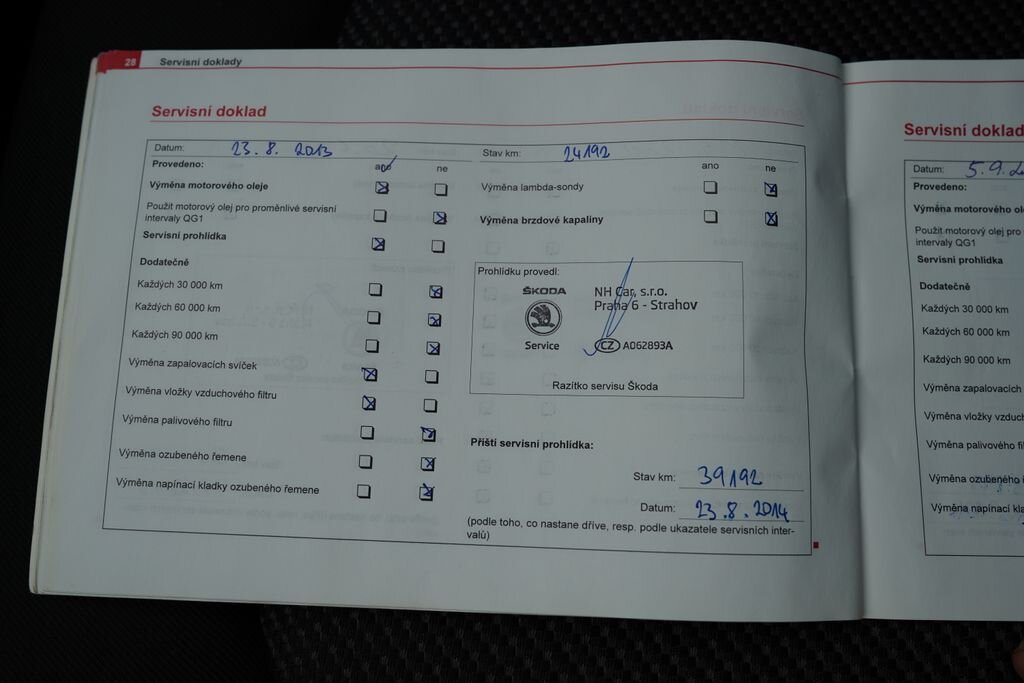 28 Servisní doklady
Servisní doklad
Datum: 23. 8. 2013 Stav km: 24192
Provedeno: ano ne
Výměna motorového oleje
Použit motorový olej pro proměnlivé servisní
intervaly QG1
Servisní prohlídka
Dodatečně
Každých 30 000 km
Každých 60 000 km
Každých 90 000 km
Výměna zapalovacích svíček
Výměna vložky vzduchového filtru
Výměna palivového filtru
Výměna ozubeného řemene
Výměna napínací kladky ozubeného řemene
ano ne
Výměna lambda-sondy
Výměna brzdové kapaliny
Prohlídku provedl:
ŠKODA
Service
NH Car, s.r.o.
Praha 6 - Strahov
CZ A062893A
Razítko servisu Škoda
Příští servisní prohlídka:
Stav km: 39192
Datum: 23. 8. 2014
(podle toho, co nastane dříve, resp. podle ukazatele servisních inter-
valů)
Servisní doklad
Datum: 5. 9.
Provedeno:
Výměna motorového
Použit motorový olej pro
intervaly QG1
Servisní prohlídka
Dodatečně
Každých 30 000 km
Každých 60 000 km
Každých 90 000 km
Výměna zapalovacích
Výměna vložky
Výměna palivového
Výměna ozubeného
Výměna napínací